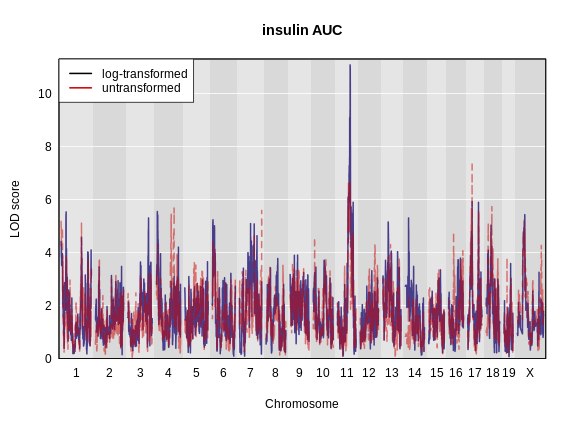 insulin AUC
log-transformed
untransformed
10
8
6
4
2
0
LOD score
1 2 3 4 5 6 7 8 9 10 11 12 13 14 15 16 17 18 19 X
Chromosome